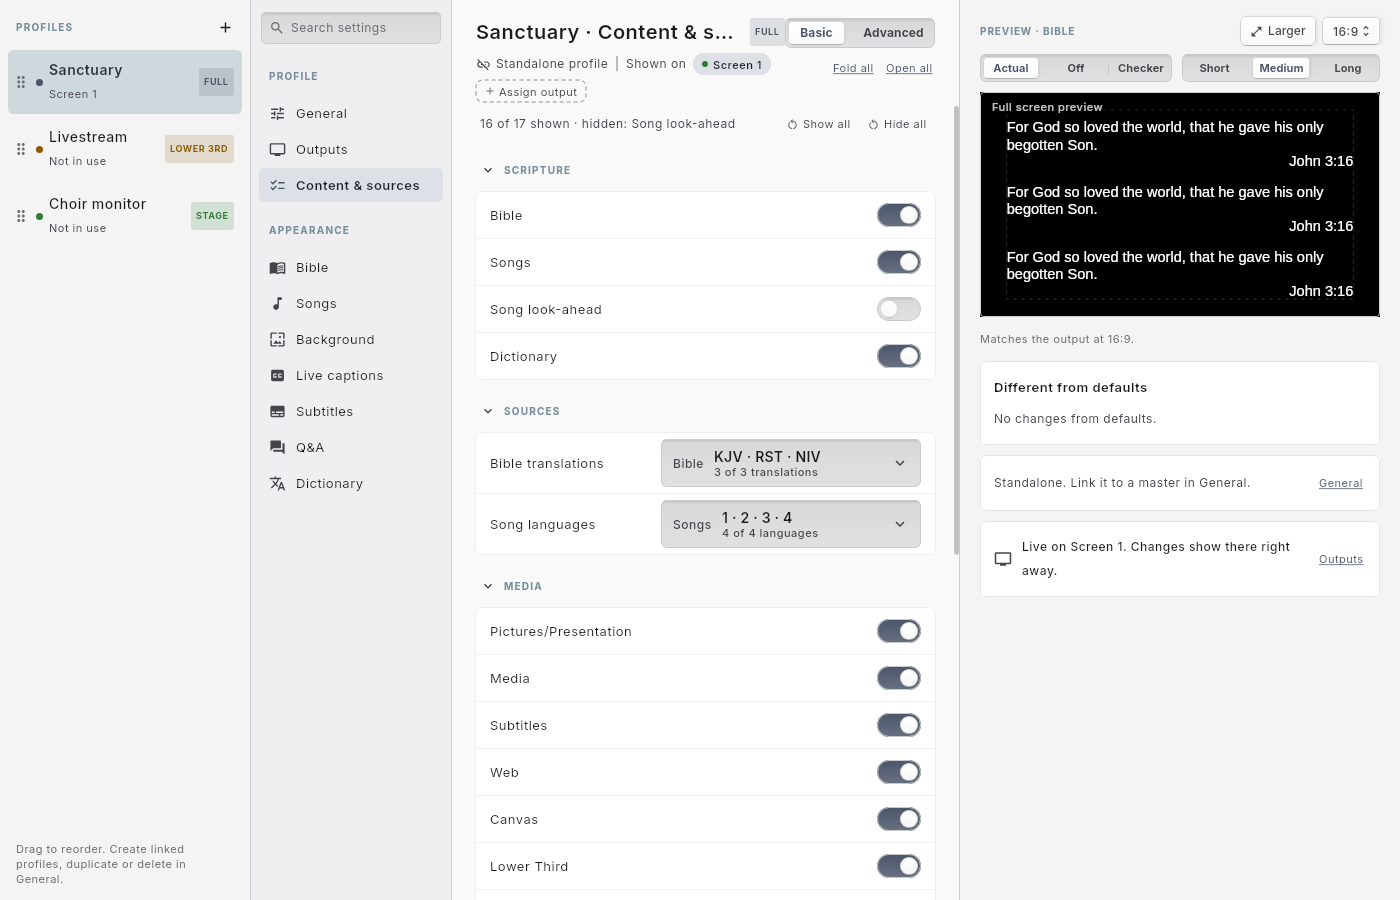 PROFILES
Sanctuary
Screen 1
FULL
Livestream
Not in use
LOWER 3RD
Choir monitor
Not in use
STAGE
Drag to reorder. Create linked
profiles, duplicate or delete in
General.
Search settings
PROFILE
General
Outputs
Content & sources
APPEARANCE
Bible
Songs
Background
Live captions
Subtitles
Q&A
Dictionary
Sanctuary · Content & s...
FULL
Basic
Advanced
Standalone profile | Shown on
Screen 1
Fold all
Open all
+ Assign output
16 of 17 shown · hidden: Song look-ahead
Show all
Hide all
SCRIPTURE
Bible
Songs
Song look-ahead
Dictionary
SOURCES
Bible translations
Bible
KJV · RST · NIV
3 of 3 translations
Song languages
Songs
1 · 2 · 3 · 4
4 of 4 languages
MEDIA
Pictures/Presentation
Media
Subtitles
Web
Canvas
Lower Third
PREVIEW · BIBLE
Larger
16:9
Actual
Off
Checker
Short
Medium
Long
Full screen preview
For God so loved the world, that he gave his only
begotten Son.
John 3:16
For God so loved the world, that he gave his only
begotten Son.
John 3:16
For God so loved the world, that he gave his only
begotten Son.
John 3:16
Matches the output at 16:9.
Different from defaults
No changes from defaults.
Standalone. Link it to a master in General.
General
Live on Screen 1. Changes show there right
away.
Outputs